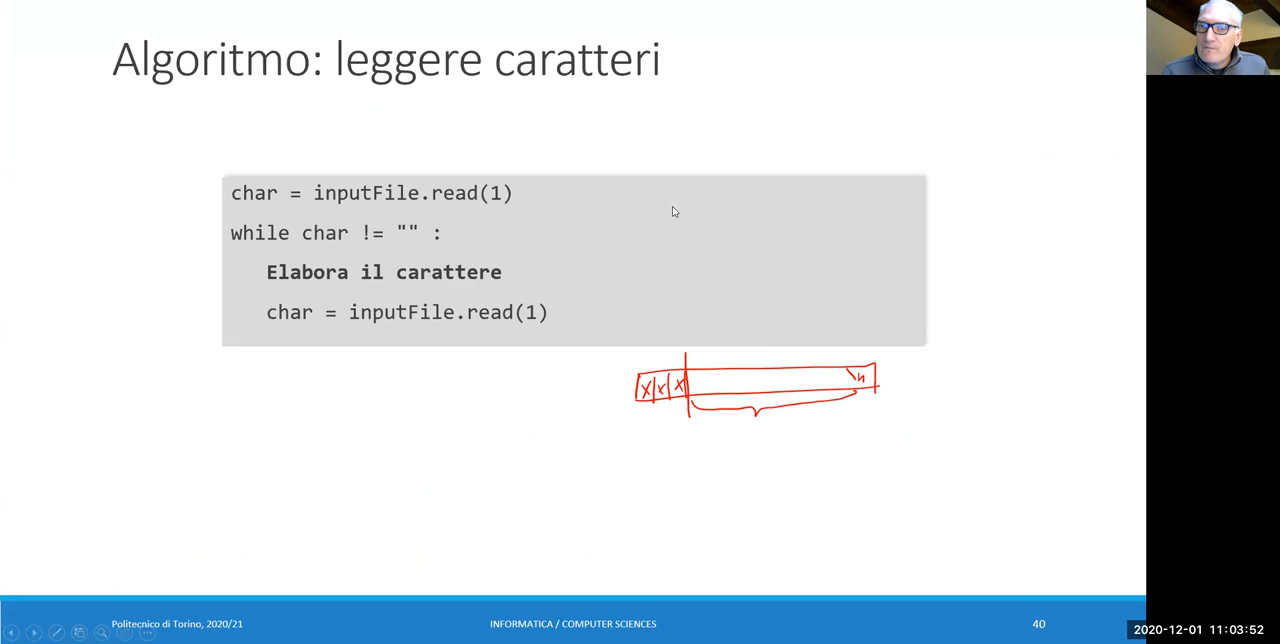 Algoritmo: leggere caratteri
char = inputFile.read(1)
while char != "" :
Elabora il carattere
char = inputFile.read(1)
X X X \n
Politecnico di Torino, 2020/21
INFORMATICA / COMPUTER SCIENCES
40
2020-12-01 11:03:52